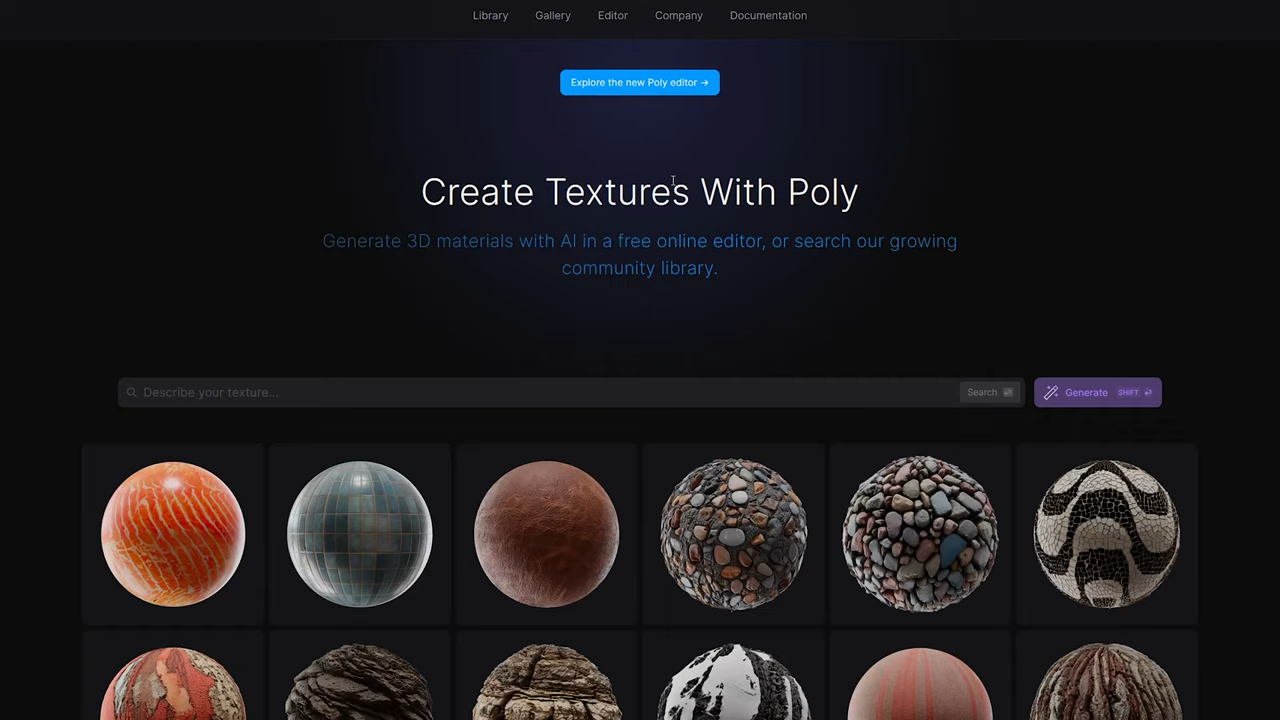 Library Gallery Editor Company Documentation
Explore the new Poly editor →
Create Textures With Poly
Generate 3D materials with AI in a free online editor, or search our growing
community library.
Describe your texture... Search Generate SHIFT